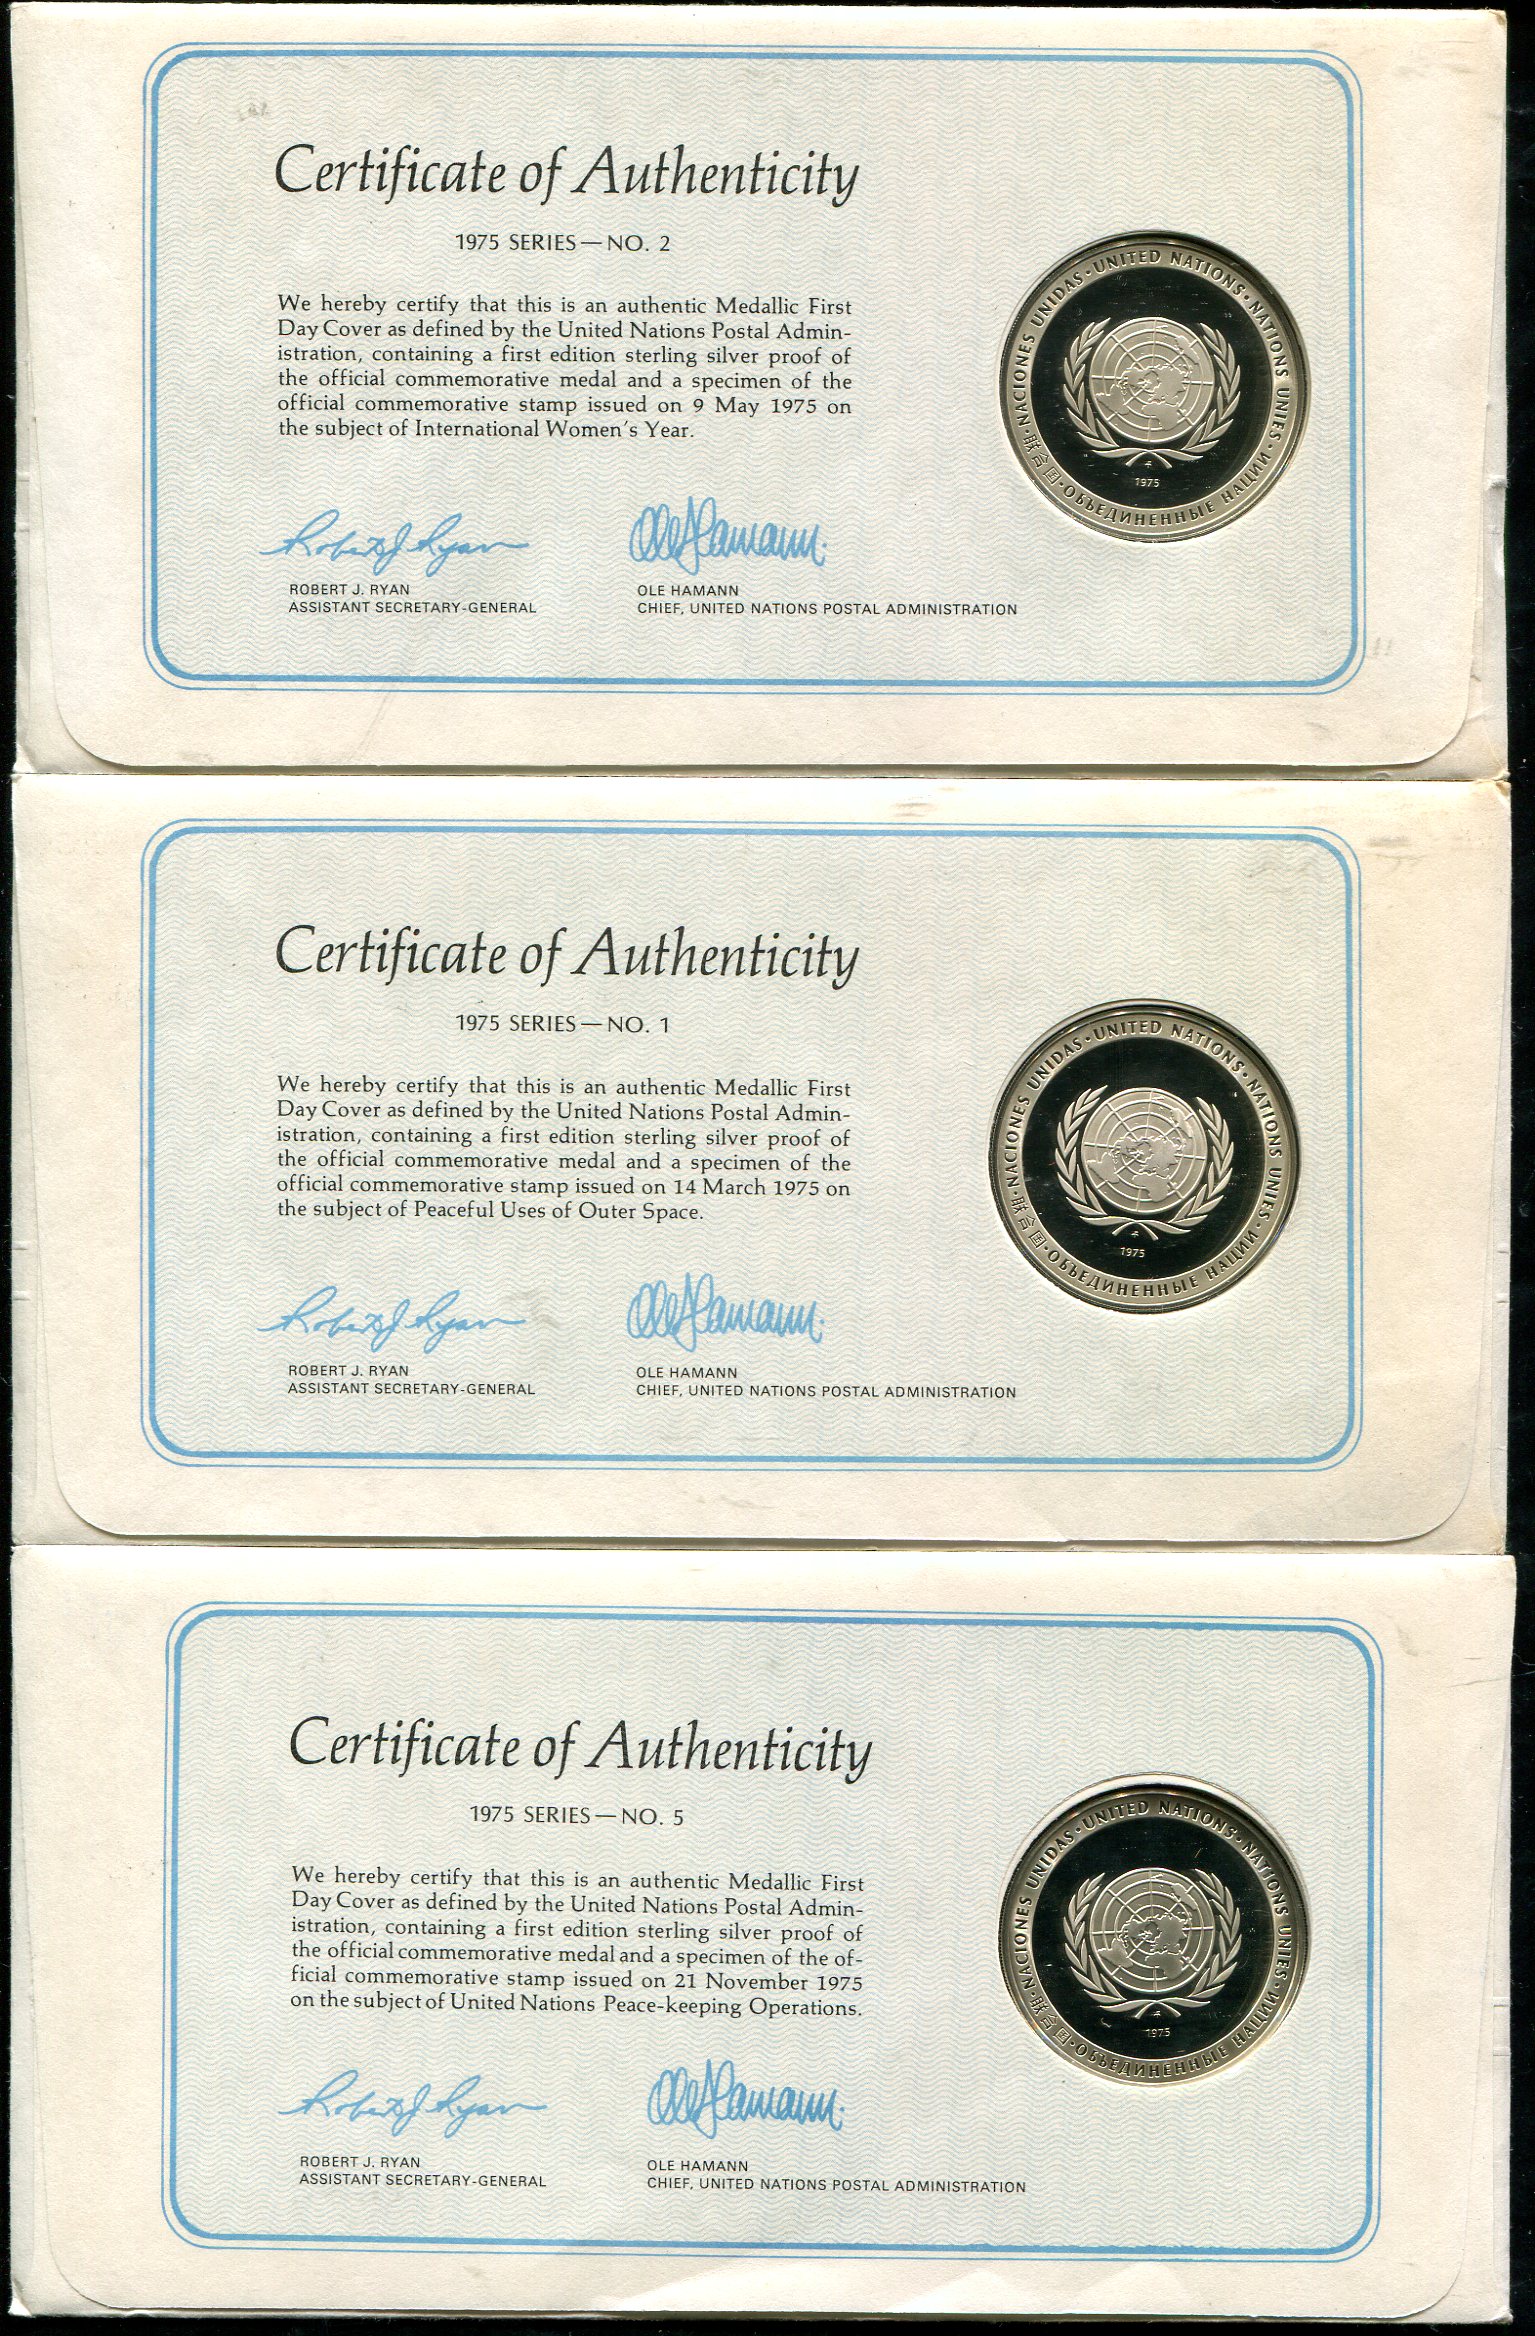 Certificate of Authenticity
1975 SERIES—NO. 2
We hereby certify that this is an authentic Medallic First
Day Cover as defined by the United Nations Postal Admin-
istration, containing a first edition sterling silver proof of
the official commemorative medal and a specimen of the
official commemorative stamp issued on 9 May 1975 on
the subject of International Women's Year.
Robert J. Ryan
Ole Hamann.
ROBERT J. RYAN
ASSISTANT SECRETARY-GENERAL
OLE HAMANN
CHIEF, UNITED NATIONS POSTAL ADMINISTRATION
UNITED NATIONS · NATIONS UNIES · ОБЪЕДИНЕННЫЕ НАЦИИ · 联合国 · NACIONES UNIDAS ·
1975
Certificate of Authenticity
1975 SERIES—NO. 1
We hereby certify that this is an authentic Medallic First
Day Cover as defined by the United Nations Postal Admin-
istration, containing a first edition sterling silver proof of
the official commemorative medal and a specimen of the
official commemorative stamp issued on 14 March 1975 on
the subject of Peaceful Uses of Outer Space.
Robert J. Ryan
Ole Hamann.
ROBERT J. RYAN
ASSISTANT SECRETARY-GENERAL
OLE HAMANN
CHIEF, UNITED NATIONS POSTAL ADMINISTRATION
UNITED NATIONS · NATIONS UNIES · ОБЪЕДИНЕННЫЕ НАЦИИ · 联合国 · NACIONES UNIDAS ·
1975
Certificate of Authenticity
1975 SERIES—NO. 5
We hereby certify that this is an authentic Medallic First
Day Cover as defined by the United Nations Postal Admin-
istration, containing a first edition sterling silver proof of
the official commemorative medal and a specimen of the of-
ficial commemorative stamp issued on 21 November 1975
on the subject of United Nations Peace-keeping Operations.
Robert J. Ryan
Ole Hamann.
ROBERT J. RYAN
ASSISTANT SECRETARY-GENERAL
OLE HAMANN
CHIEF, UNITED NATIONS POSTAL ADMINISTRATION
UNITED NATIONS · NATIONS UNIES · ОБЪЕДИНЕННЫЕ НАЦИИ · 联合国 · NACIONES UNIDAS ·
1975